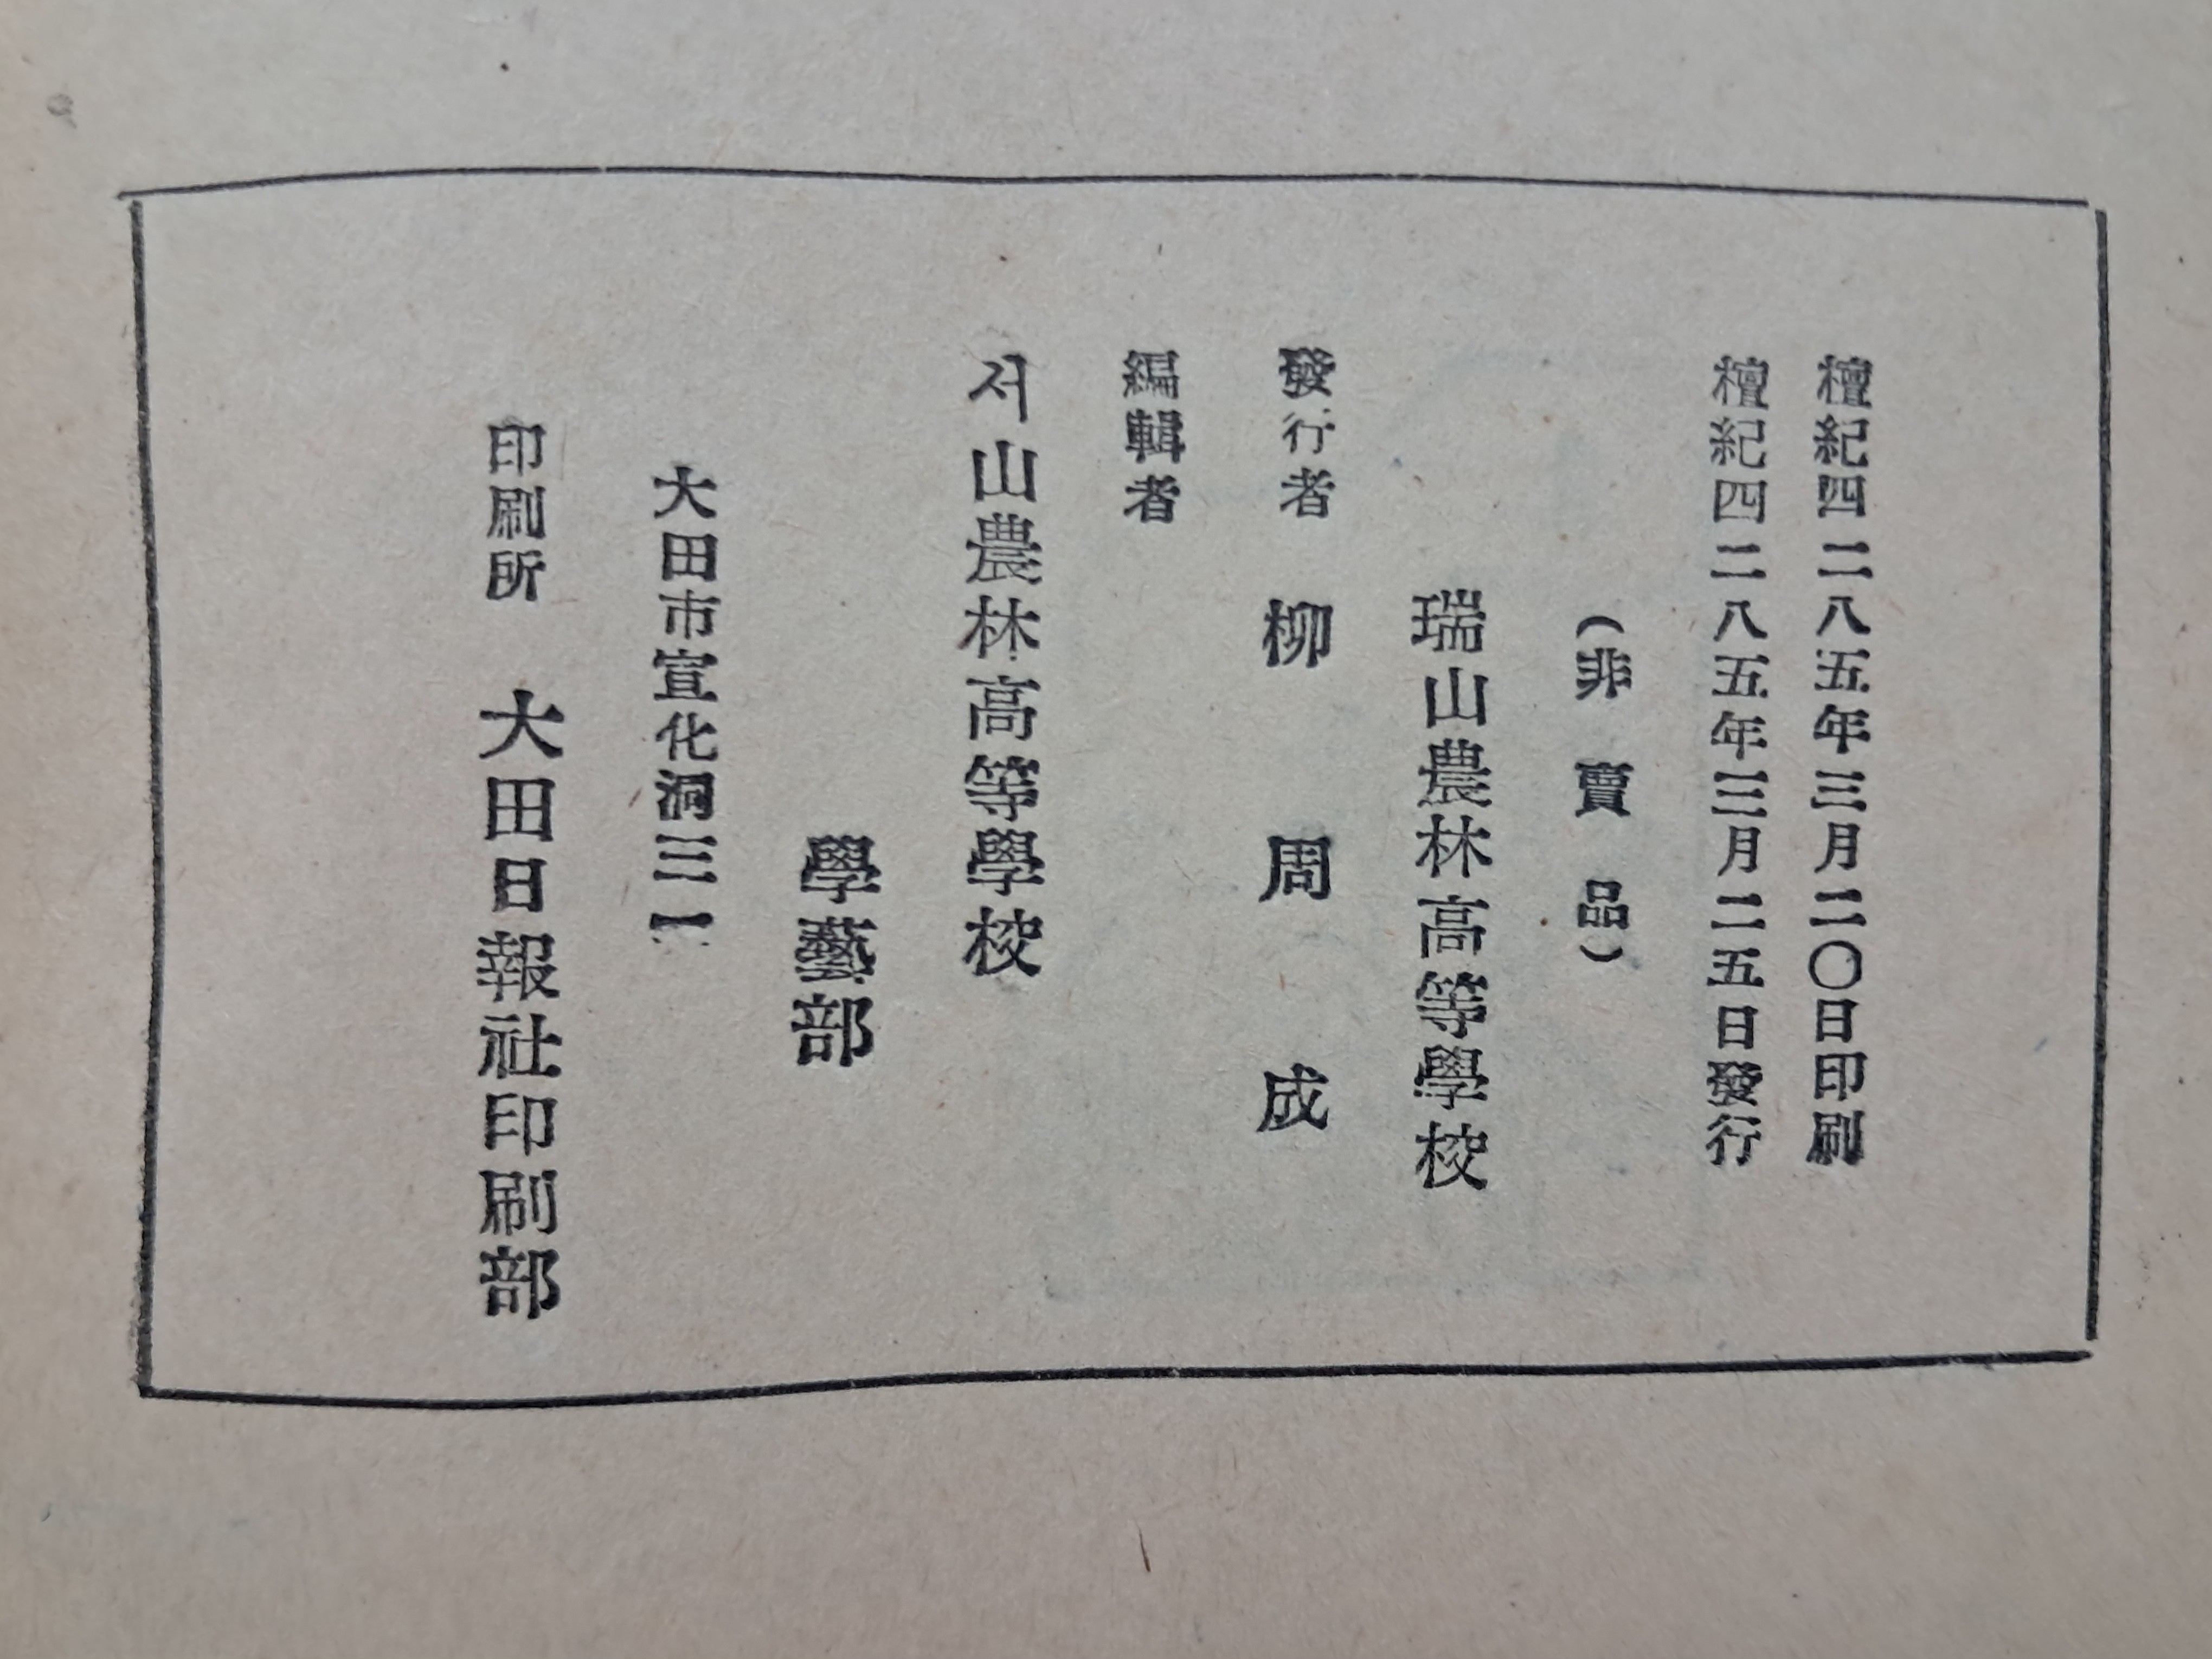 檀紀四二八五年三月二〇日印刷
檀紀四二八五年三月二五日發行
(非賣品)
瑞山農林高等學校
發行者 柳周成
編輯者
서山農林高等學校
學藝部
大田市宣化洞三一
印刷所 大田日報社印刷部